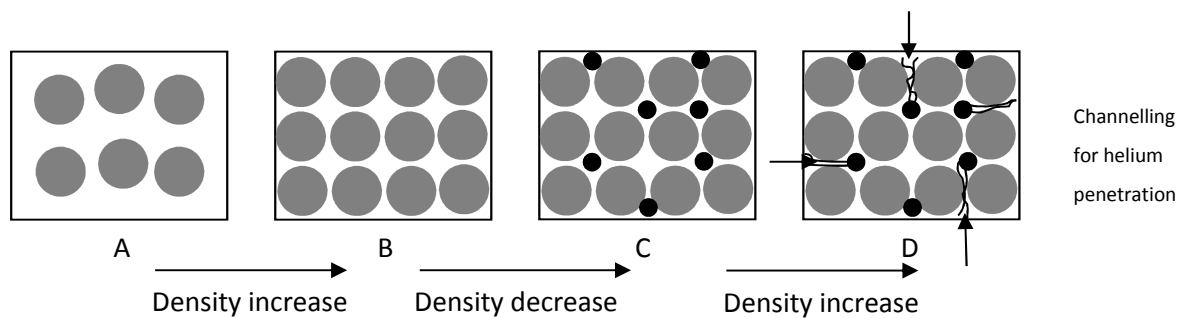 Channelling
for helium
penetration
A B C D
Density increase Density decrease Density increase